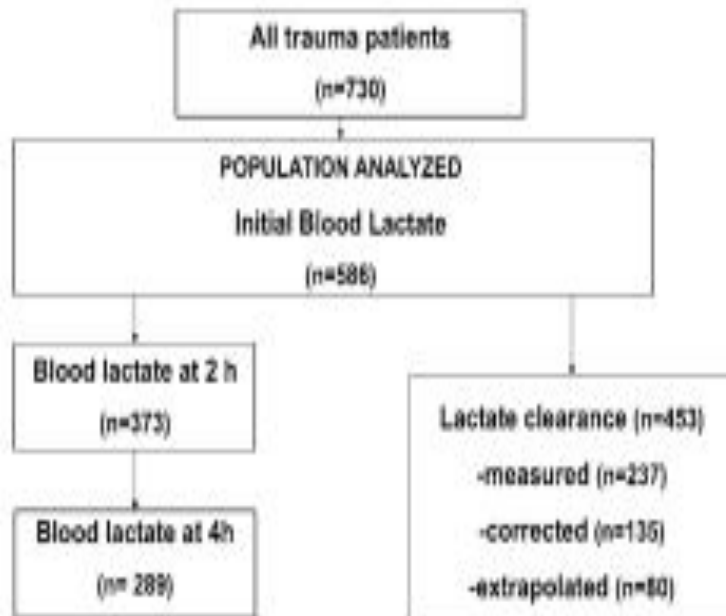 All trauma patients
(n=730)
POPULATION ANALYZED
Initial Blood Lactate
(n=586)
Blood lactate at 2 h
(n=373)
Blood lactate at 4h
(n= 289)
Lactate clearance (n=453)
-measured (n=237)
-corrected (n=135)
-extrapolated (n=80)